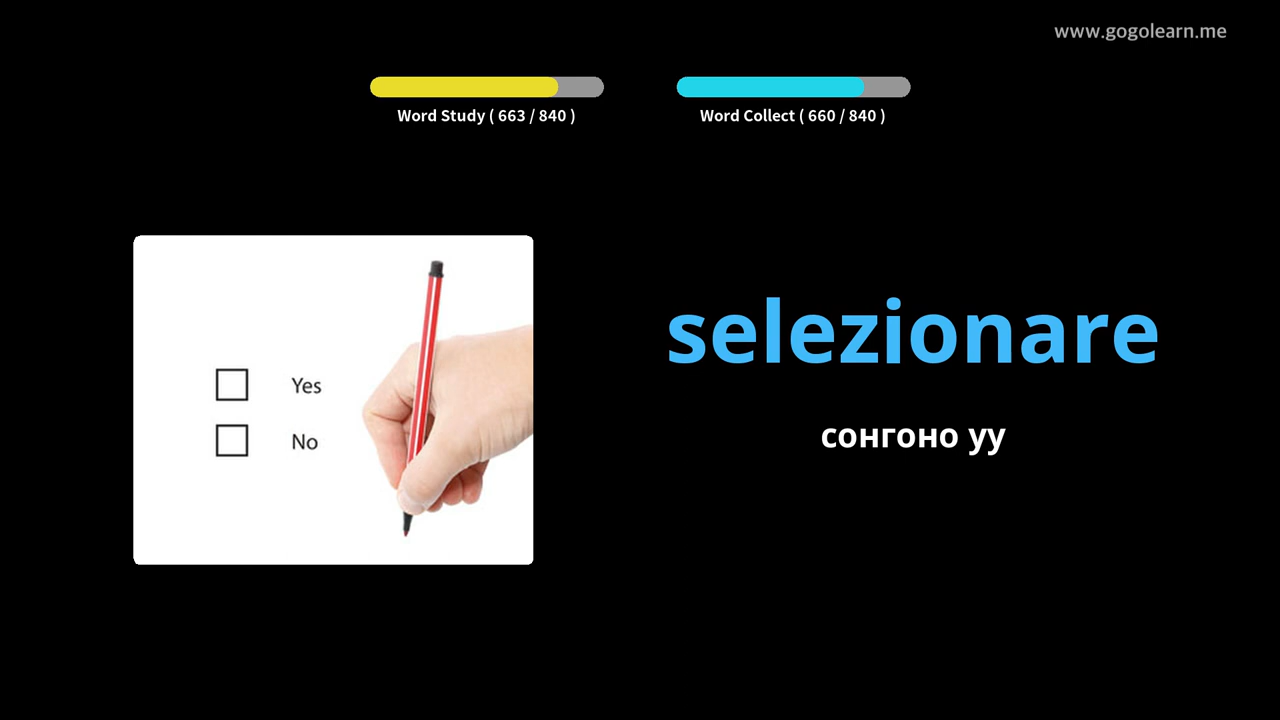 www.gogolearn.me
Word Study ( 663 / 840 )
Word Collect ( 660 / 840 )
Yes
No
selezionare
сонгоно уу